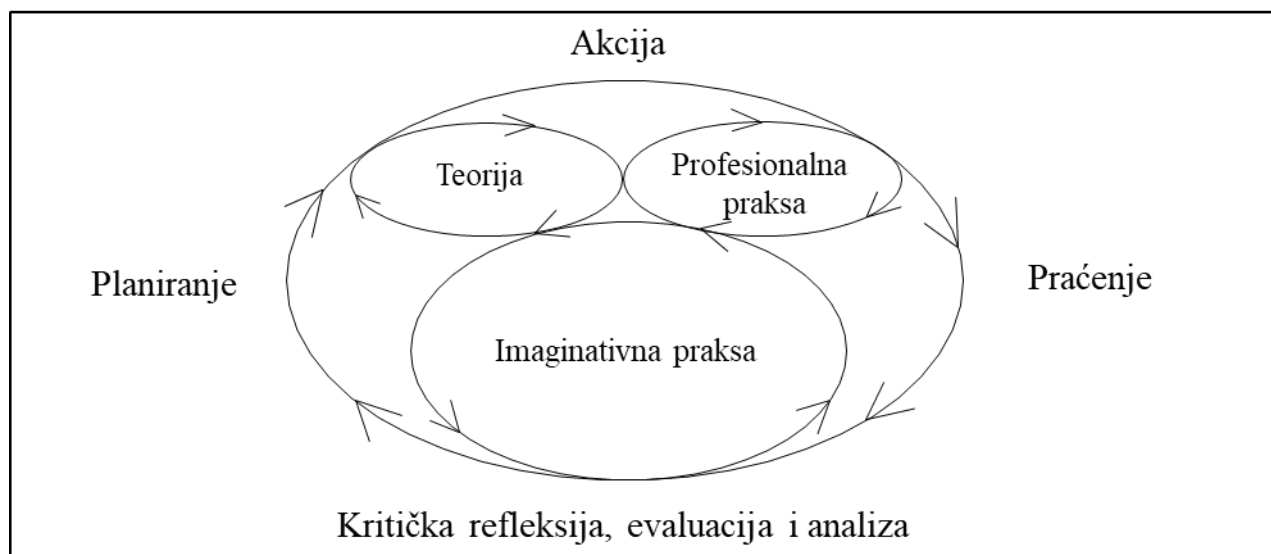 Akcija
Teorija
Profesionalna
praksa
Planiranje
Praćenje
Imaginativna praksa
Kritička refleksija, evaluacija i analiza